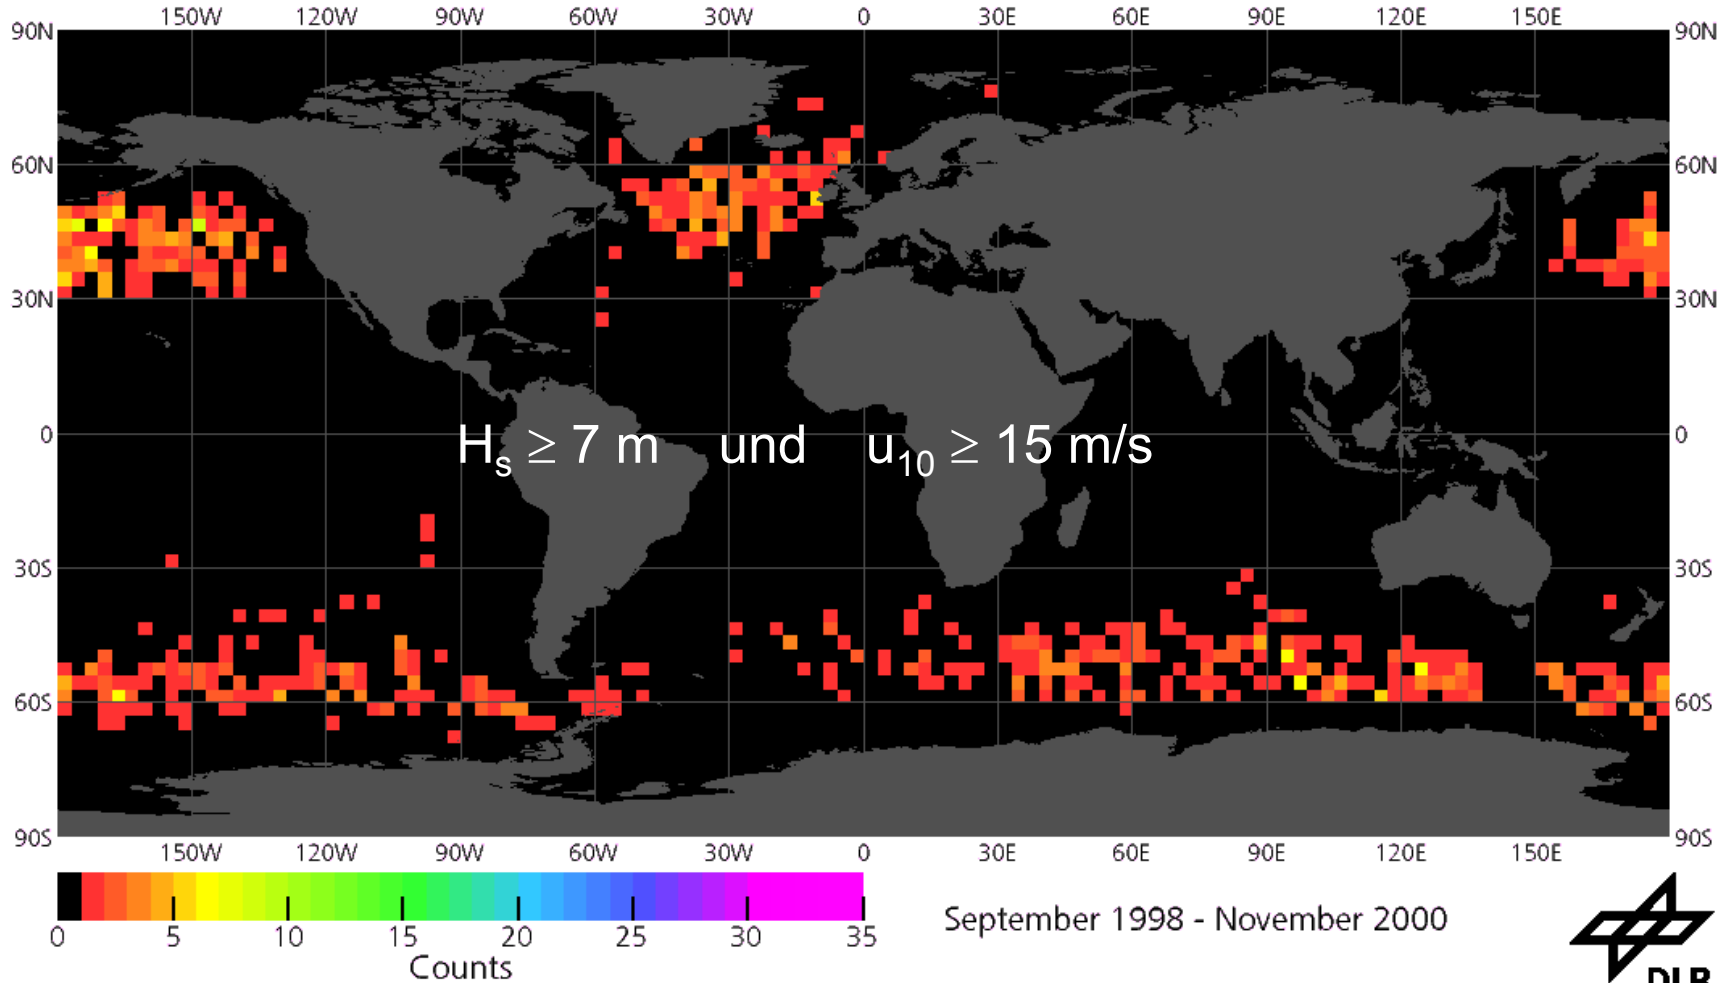 150W 120W 90W 60W 30W 0 30E 60E 90E 120E 150E
90N 90N
60N 60N
30N 30N
0 0
H_s ≥ 7 m und u_10 ≥ 15 m/s
30S 30S
60S 60S
90S 90S
150W 120W 90W 60W 30W 0 30E 60E 90E 120E 150E
0 5 10 15 20 25 30 35
Counts
September 1998 - November 2000
DLR